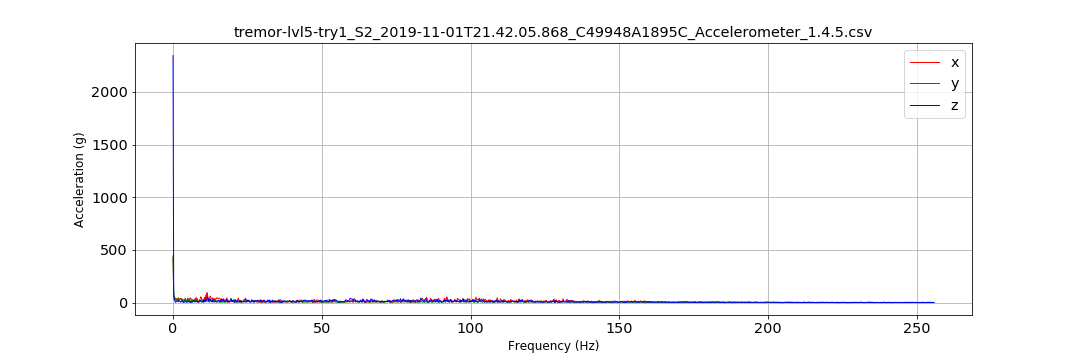 tremor-lvl5-try1_S2_2019-11-01T21.42.05.868_C49948A1895C_Accelerometer_1.4.5.csv
x
y
z
Acceleration (g)
2000
1500
1000
500
0
0 50 100 150 200 250
Frequency (Hz)